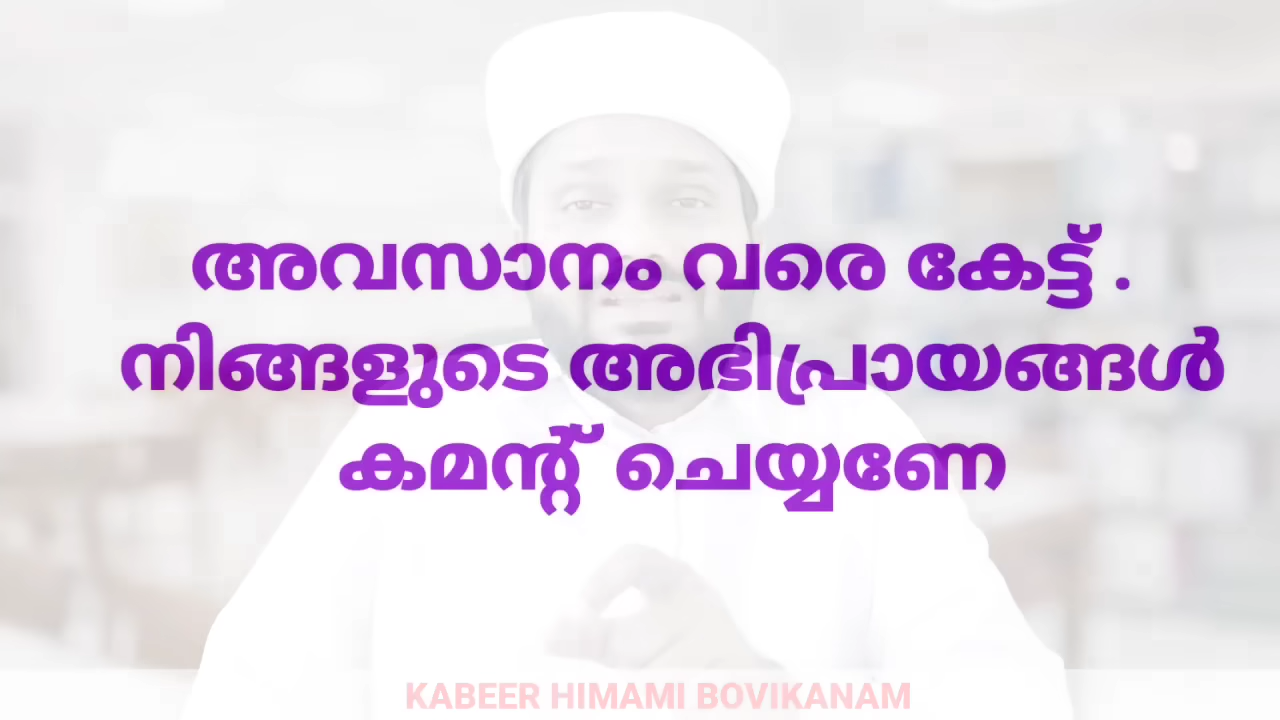 അവസാനം വരെ കേട്ട് .
നിങ്ങളുടെ അഭിപ്രായങ്ങൾ
കമന്റ് ചെയ്യണേ
KABEER HIMAMI BOVIKANAM